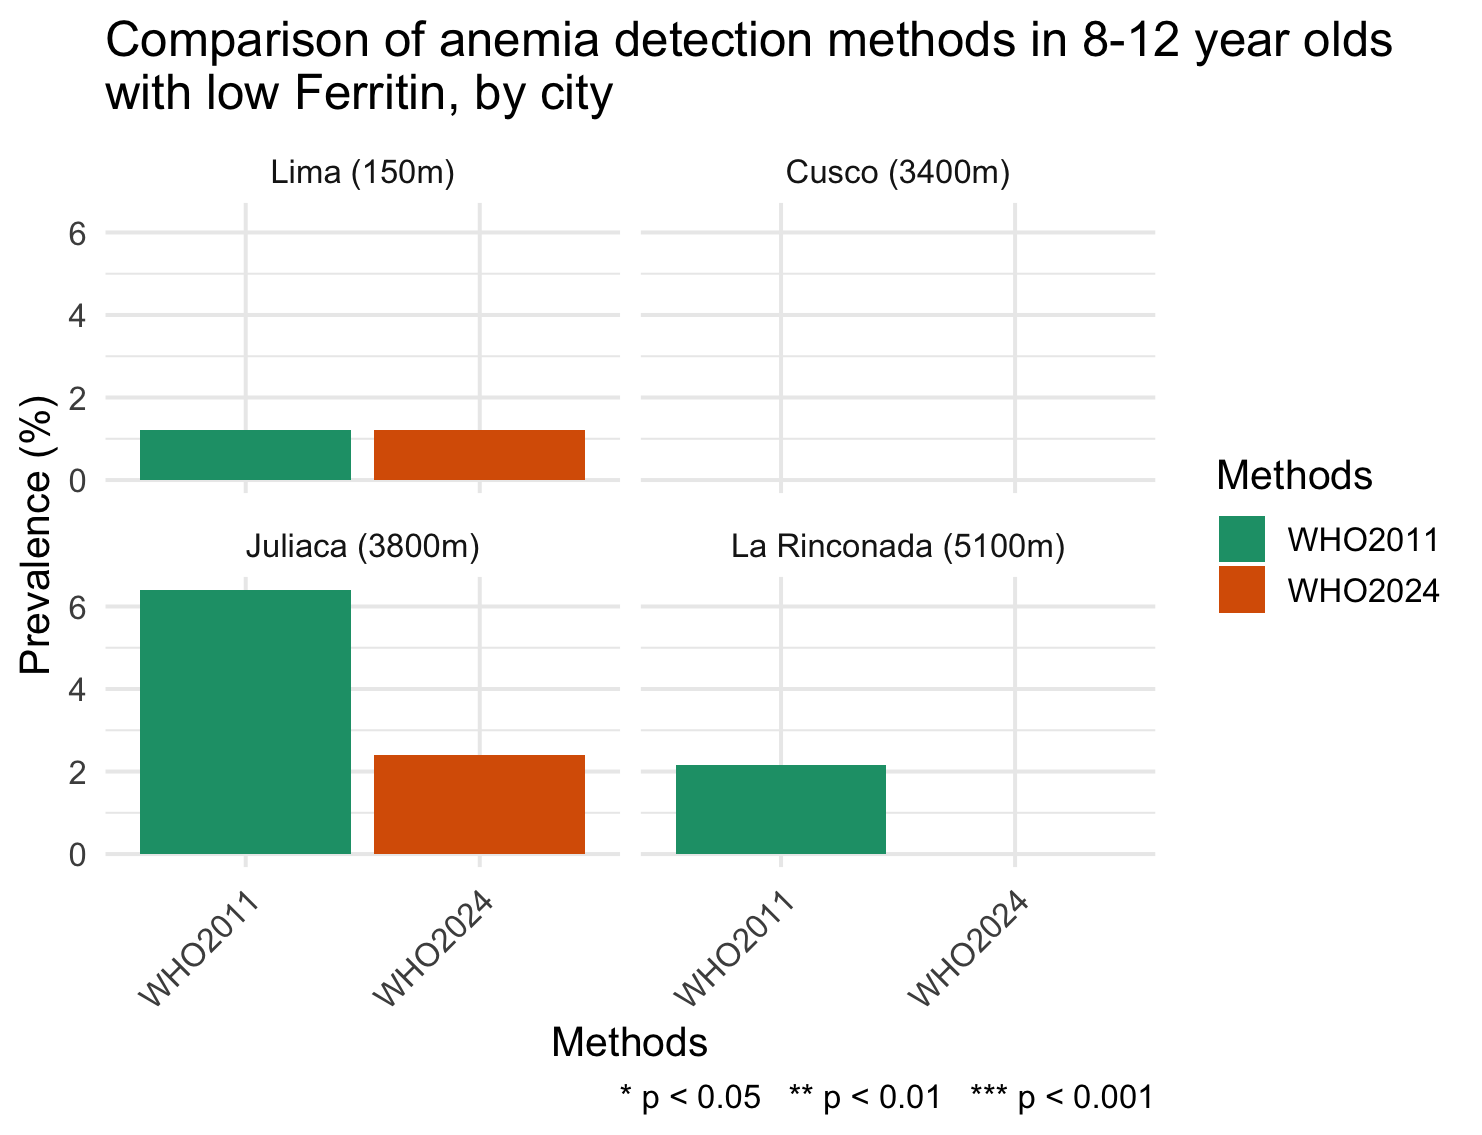 Comparison of anemia detection methods in 8-12 year olds
with low Ferritin, by city
Lima (150m)
Cusco (3400m)
6
4
2
0
Juliaca (3800m)
La Rinconada (5100m)
6
4
2
0
Prevalence (%)
WHO2011
WHO2024
WHO2011
WHO2024
Methods
* p < 0.05 ** p < 0.01 *** p < 0.001
Methods
WHO2011
WHO2024